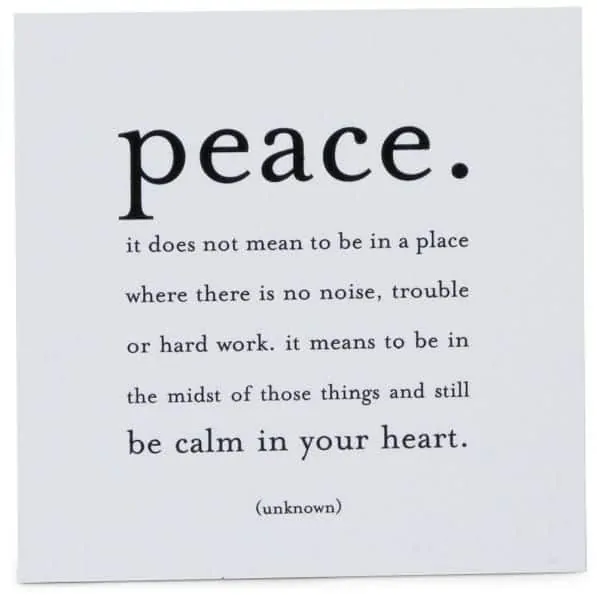 peace.
it does not mean to be in a place
where there is no noise, trouble
or hard work. it means to be in
the midst of those things and still
be calm in your heart.
(unknown)